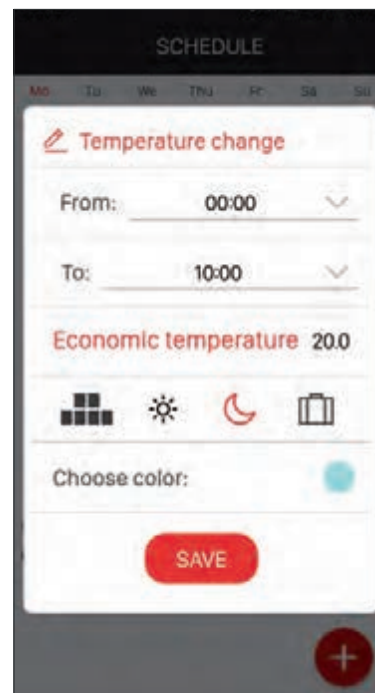 SCHEDULE
Mo Tu We Thu Fr Sa Su
Temperature change
From: 00:00
To: 10:00
Economic temperature 20.0
Choose color:
SAVE